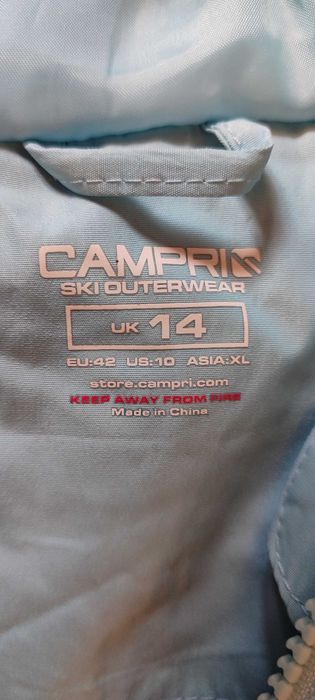 CAMPRI
SKI OUTERWEAR
UK 14
EU:42 US:10 ASIA:XL
store.campri.com
KEEP AWAY FROM FIRE
Made in China